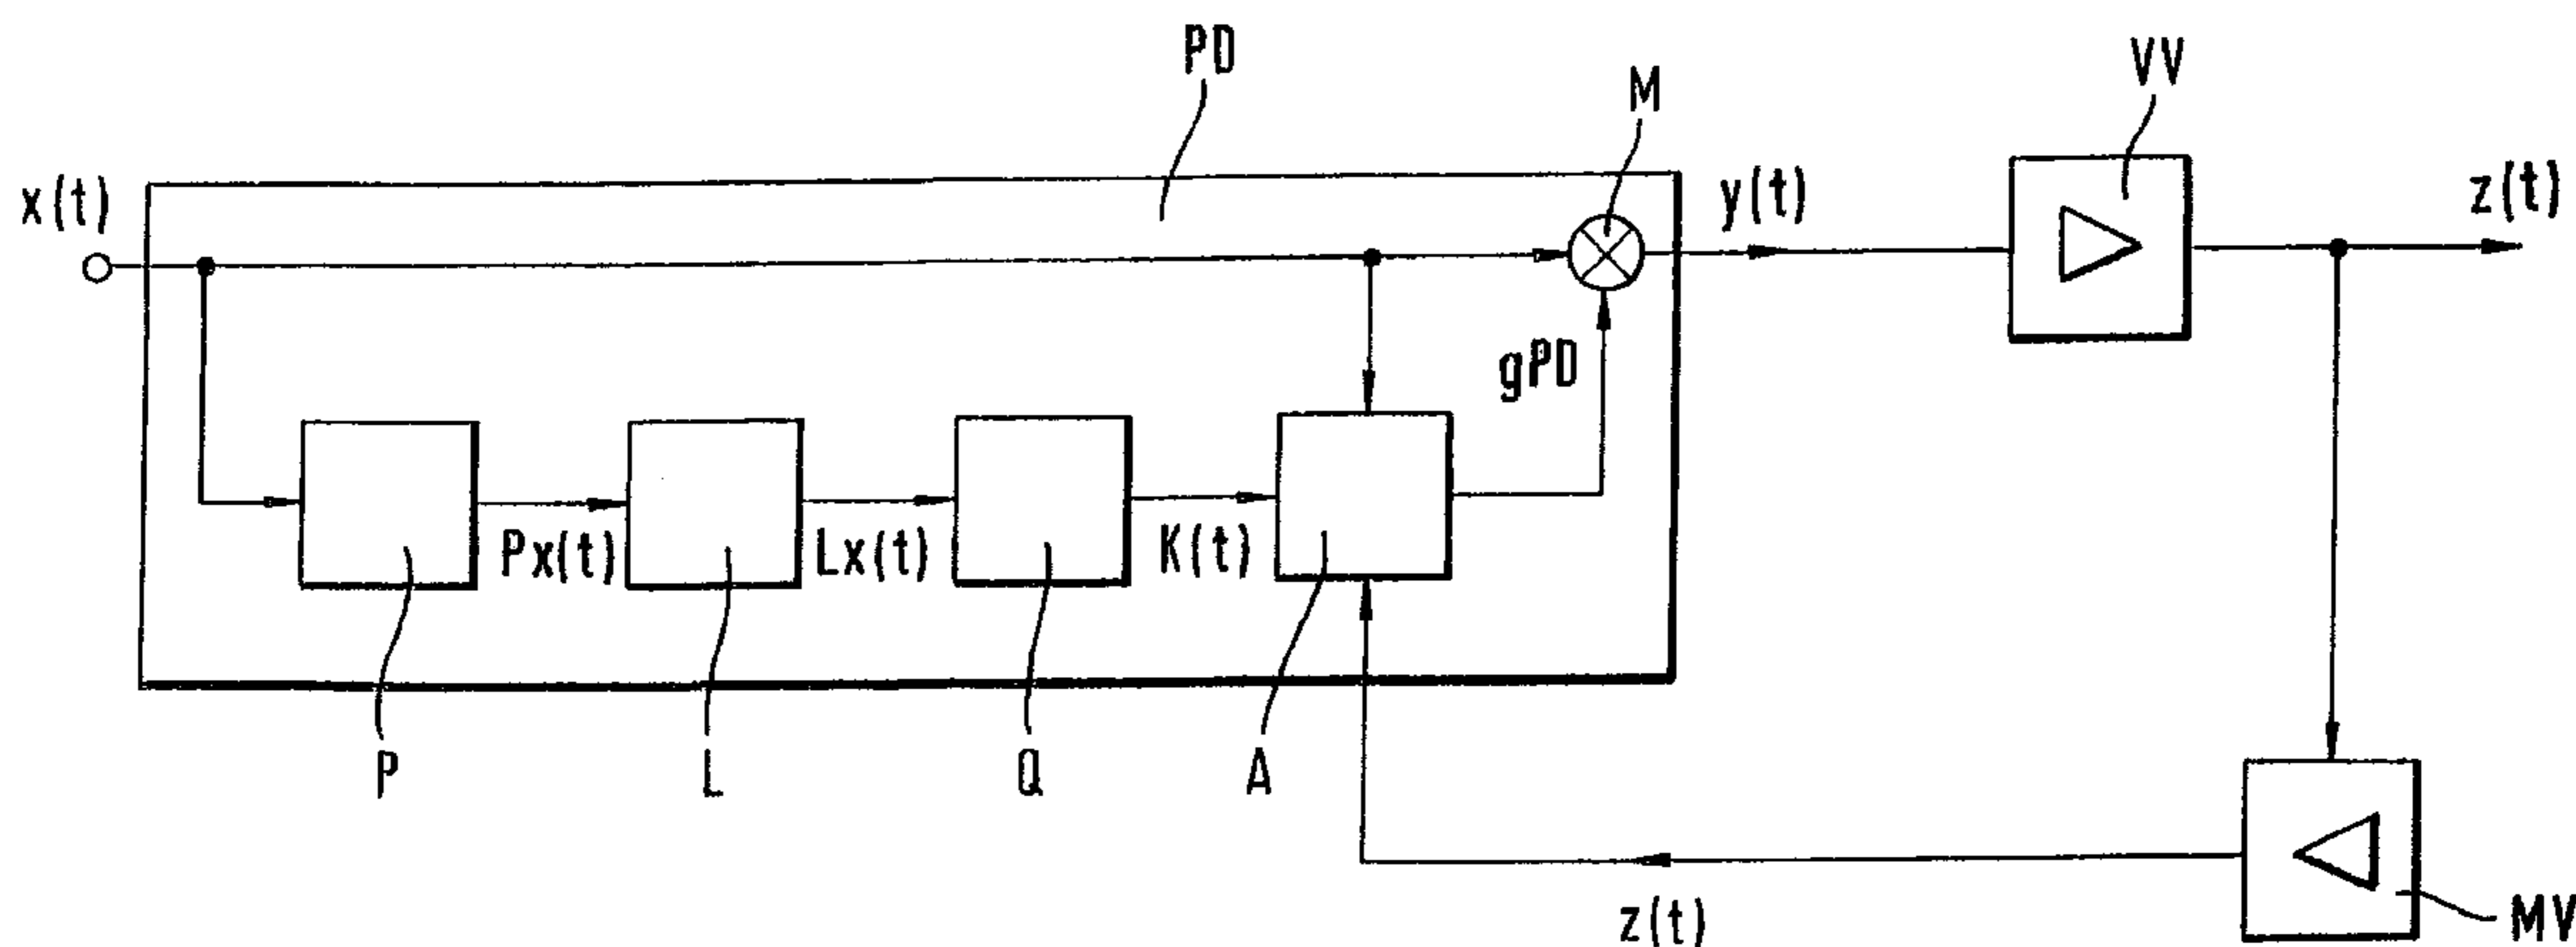 PD
M
VV
x(t)
y(t)
z(t)
gPD
Px(t)
Lx(t)
K(t)
P
L
Q
A
z(t)
MV